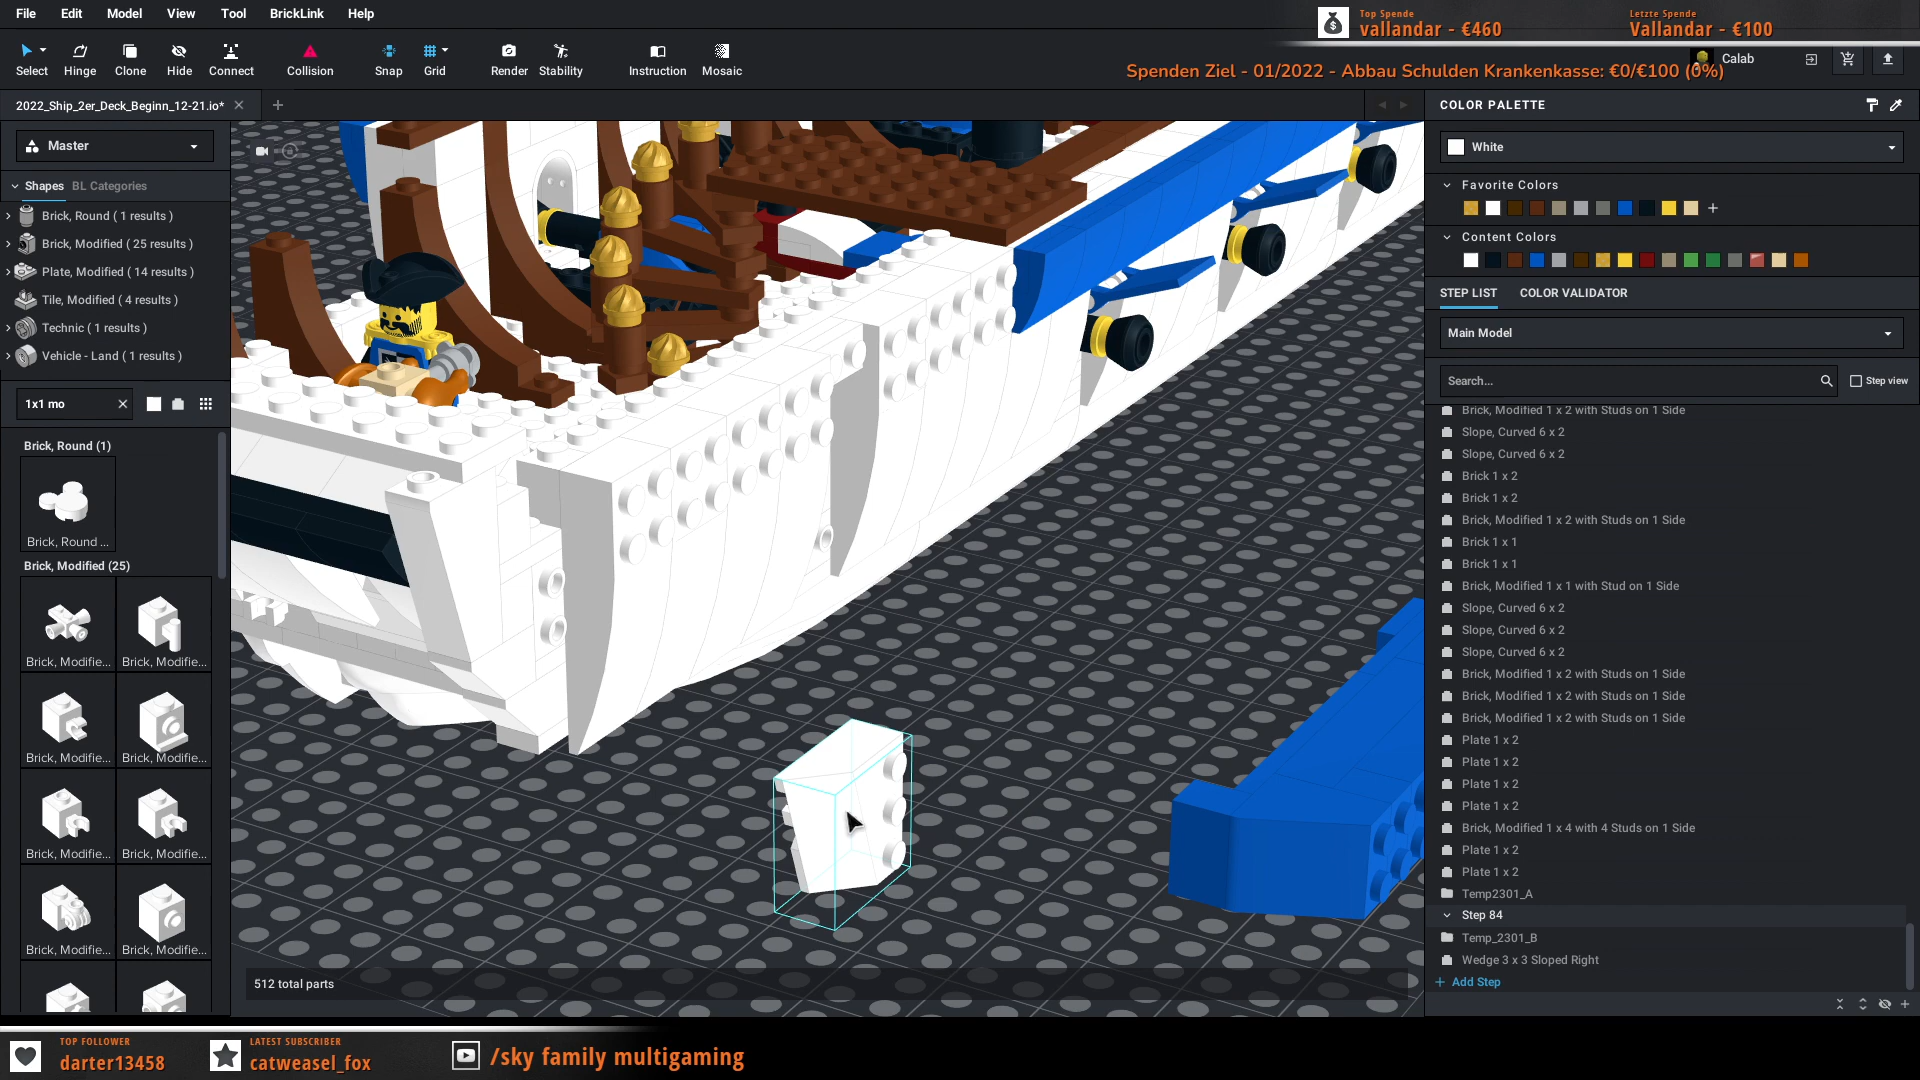 File Edit Model View Tool BrickLink Help
Top Spende
vallandar - €460
Letzte Spende
Vallandar - €100
Select Hinge Clone Hide Connect Collision Snap Grid Render Stability Instruction Mosaic
Spenden Ziel - 01/2022 - Abbau Schulden Krankenkasse: €0/€100 (0%)
Calab
2022_Ship_2er_Deck_Beginn_12-21.io*
Master
Shapes BL Categories
Brick, Round ( 1 results )
Brick, Modified ( 25 results )
Plate, Modified ( 14 results )
Tile, Modified ( 4 results )
Technic ( 1 results )
Vehicle - Land ( 1 results )
1x1 mo
Brick, Round (1)
Brick, Round ...
Brick, Modified (25)
Brick, Modifie... Brick, Modifie...
Brick, Modifie... Brick, Modifie...
Brick, Modifie... Brick, Modifie...
Brick, Modifie... Brick, Modifie...
512 total parts
COLOR PALETTE
White
Favorite Colors
Content Colors
STEP LIST COLOR VALIDATOR
Main Model
Search...
Step view
Brick, Modified 1 x 2 with Studs on 1 Side
Slope, Curved 6 x 2
Slope, Curved 6 x 2
Brick 1 x 2
Brick 1 x 2
Brick, Modified 1 x 2 with Studs on 1 Side
Brick 1 x 1
Brick 1 x 1
Brick, Modified 1 x 1 with Stud on 1 Side
Slope, Curved 6 x 2
Slope, Curved 6 x 2
Slope, Curved 6 x 2
Brick, Modified 1 x 2 with Studs on 1 Side
Brick, Modified 1 x 2 with Studs on 1 Side
Brick, Modified 1 x 2 with Studs on 1 Side
Plate 1 x 2
Plate 1 x 2
Plate 1 x 2
Plate 1 x 2
Brick, Modified 1 x 4 with 4 Studs on 1 Side
Plate 1 x 2
Plate 1 x 2
Temp2301_A
Step 84
Temp_2301_B
Wedge 3 x 3 Sloped Right
Add Step
TOP FOLLOWER
darter13458
LATEST SUBSCRIBER
catweasel_fox
/sky family multigaming